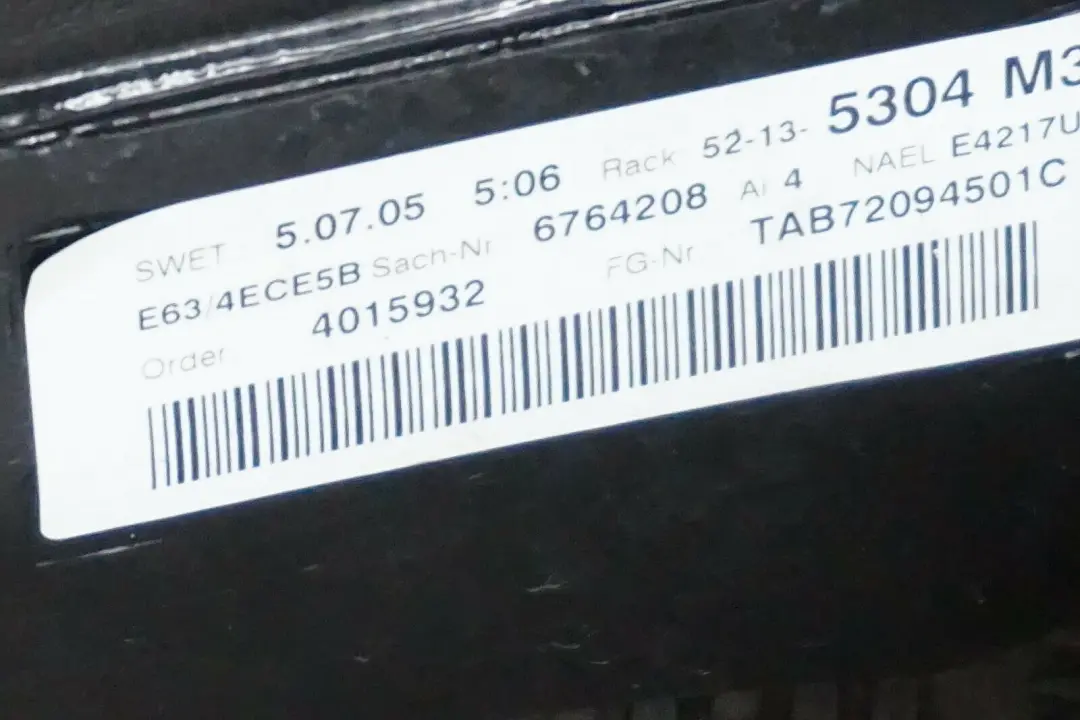 SWET 5.07.05 5:06 Rack 52-13- 5304 M3
E63/4ECE5B Sach-Nr 6764208 AI 4 NAEL E4217U
Order 4015932 FG-Nr TAB72094501C